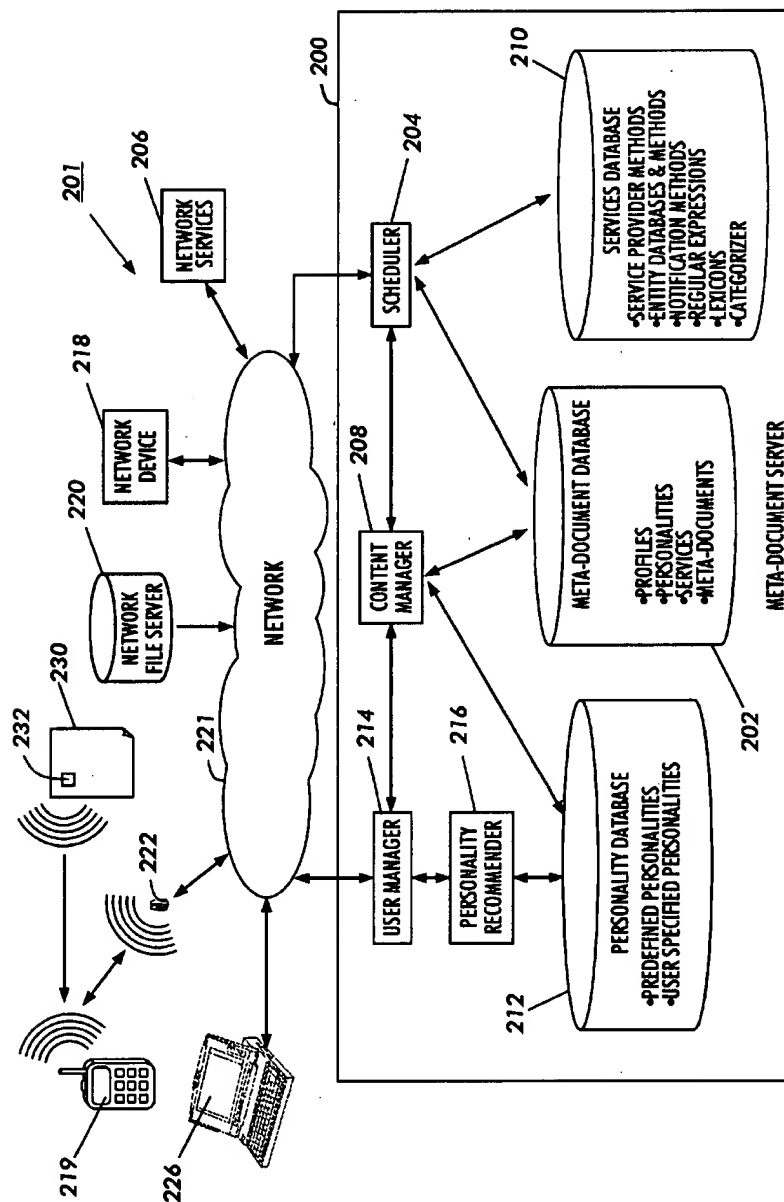 201
206
NETWORK
SERVICES
218
NETWORK
DEVICE
220
NETWORK
FILE SERVER
230
232
222
219
226
221
NETWORK
200
204
SCHEDULER
208
CONTENT
MANAGER
214
USER MANAGER
216
PERSONALITY
RECOMMENDER
210
SERVICES DATABASE
•SERVICE PROVIDER METHODS
•ENTITY DATABASES & METHODS
•NOTIFICATION METHODS
•REGULAR EXPRESSIONS
•LEXICONS
•CATEGORIZER
META-DOCUMENT DATABASE
•PROFILES
•PERSONALITIES
•SERVICES
•META-DOCUMENTS
202
PERSONALITY DATABASE
•PREDEFINED PERSONALITIES
•USER SPECIFIED PERSONALITIES
212
META-DOCUMENT SERVER